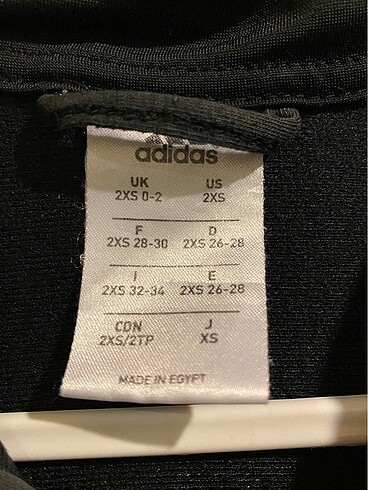 adidas
UK US
2XS 0-2 2XS
F D
2XS 28-30 2XS 26-28
I E
2XS 32-34 2XS 26-28
CDN J
2XS/2TP XS
MADE IN EGYPT